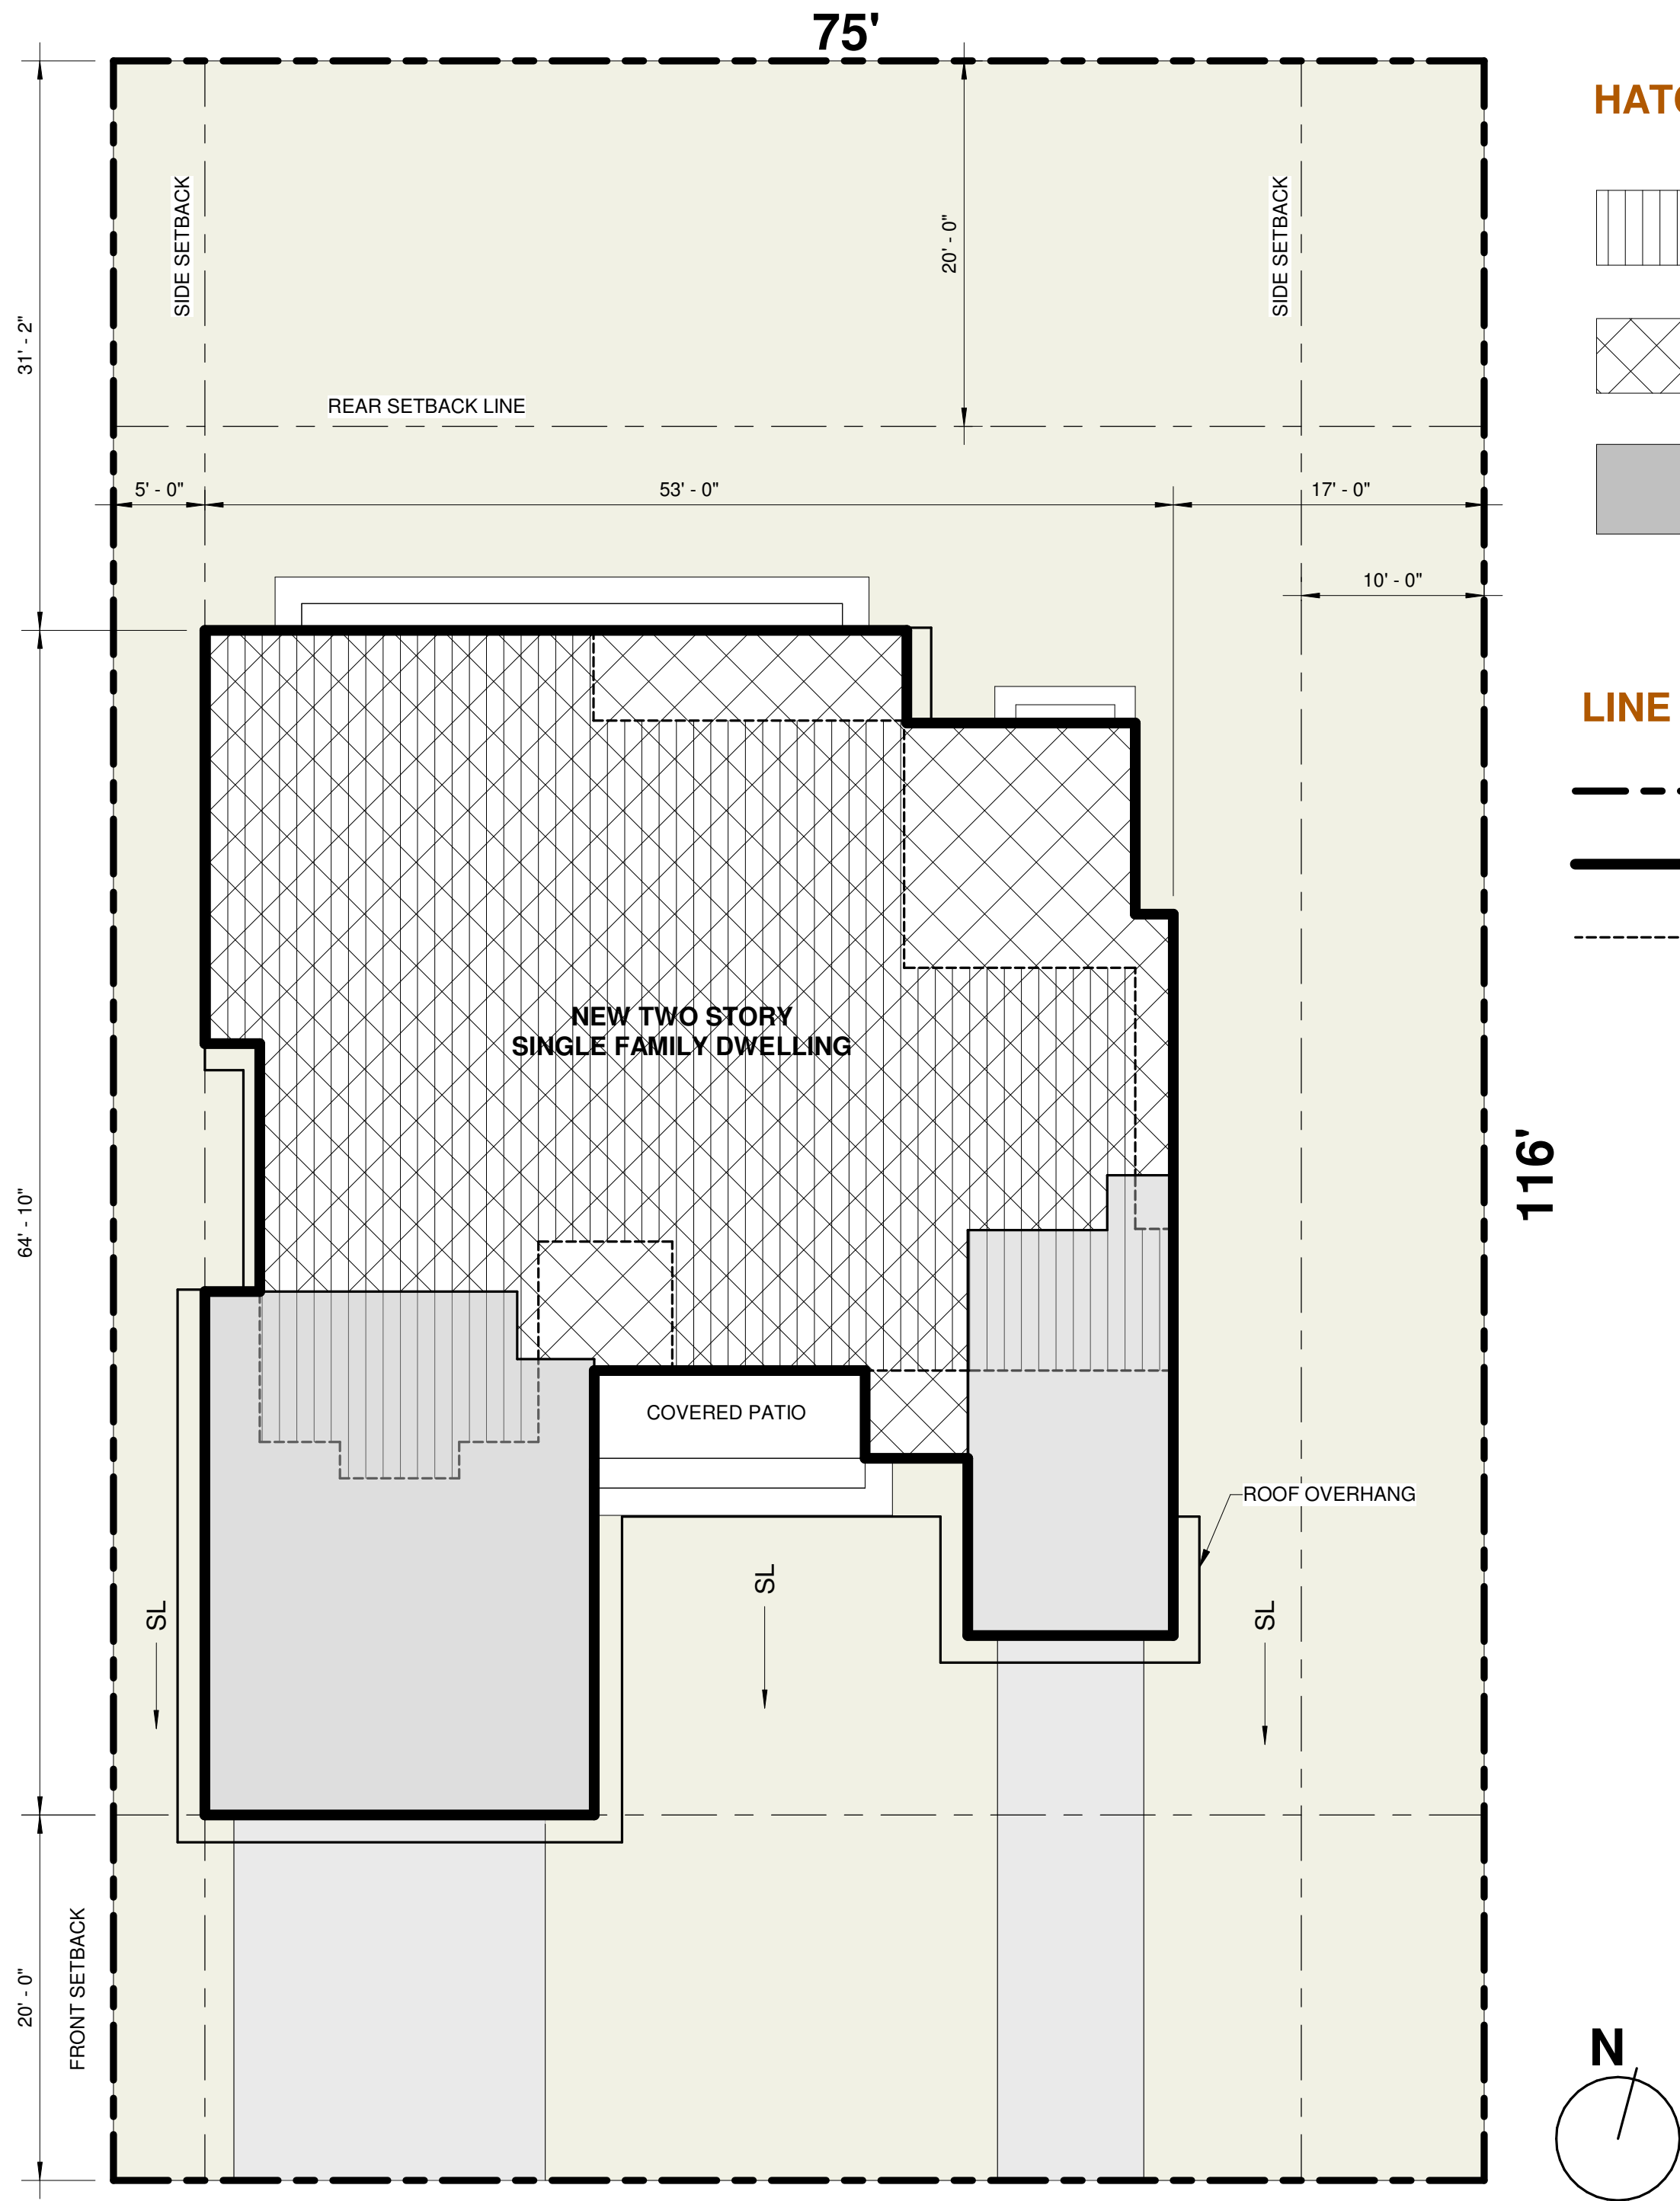 75'
HATC
SIDE SETBACK
20' - 0"
SIDE SETBACK
31' - 2"
REAR SETBACK LINE
5' - 0"
53' - 0"
17' - 0"
10' - 0"
LINE
NEW TWO STORY
SINGLE FAMILY DWELLING
116'
64' - 10"
COVERED PATIO
ROOF OVERHANG
SL
SL
SL
20' - 0"
FRONT SETBACK
N